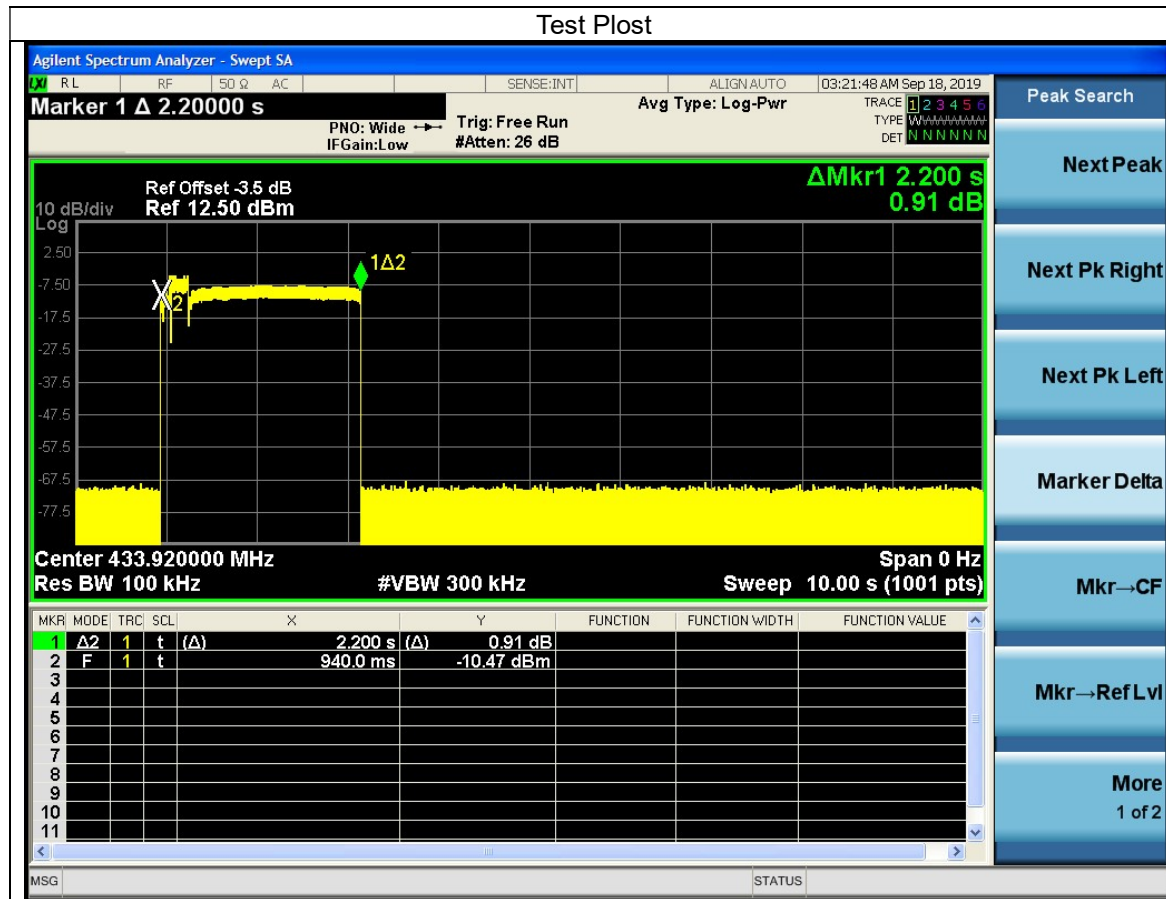 Test Plost
Agilent Spectrum Analyzer - Swept SA
LXI RL RF 50 Ω AC SENSE:INT ALIGN AUTO 03:21:48 AM Sep 18, 2019
Marker 1 Δ 2.20000 s
PNO: Wide
IFGain:Low
Trig: Free Run
#Atten: 26 dB
Avg Type: Log-Pwr
TRACE 1 2 3 4 5 6
TYPE WWWWWW
DET N N N N N N
Ref Offset -3.5 dB
10 dB/div Ref 12.50 dBm
Log
ΔMkr1 2.200 s
0.91 dB
2.50
-7.50
-17.5
-27.5
-37.5
-47.5
-57.5
-67.5
-77.5
1Δ2
2
Center 433.920000 MHz Span 0 Hz
Res BW 100 kHz #VBW 300 kHz Sweep 10.00 s (1001 pts)
MKR MODE TRC SCL X Y FUNCTION FUNCTION WIDTH FUNCTION VALUE
1 Δ2 1 t (Δ) 2.200 s (Δ) 0.91 dB
2 F 1 t 940.0 ms -10.47 dBm
3
4
5
6
7
8
9
10
11
MSG STATUS
Peak Search
Next Peak
Next Pk Right
Next Pk Left
Marker Delta
Mkr→CF
Mkr→Ref Lvl
More
1 of 2